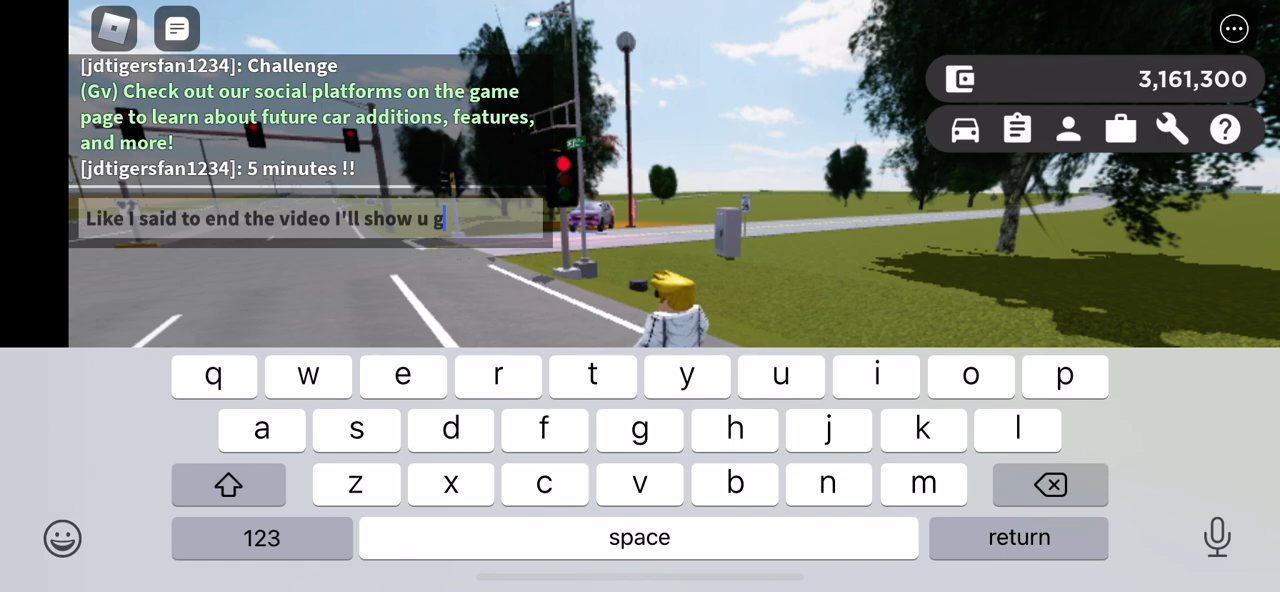 [jdtigersfan1234]: Challenge
(Gv) Check out our social platforms on the game
page to learn about future car additions, features,
and more!
[jdtigersfan1234]: 5 minutes !!
Like I said to end the video I'll show u g
3,161,300
q w e r t y u i o p
a s d f g h j k l
z x c v b n m
123 space return